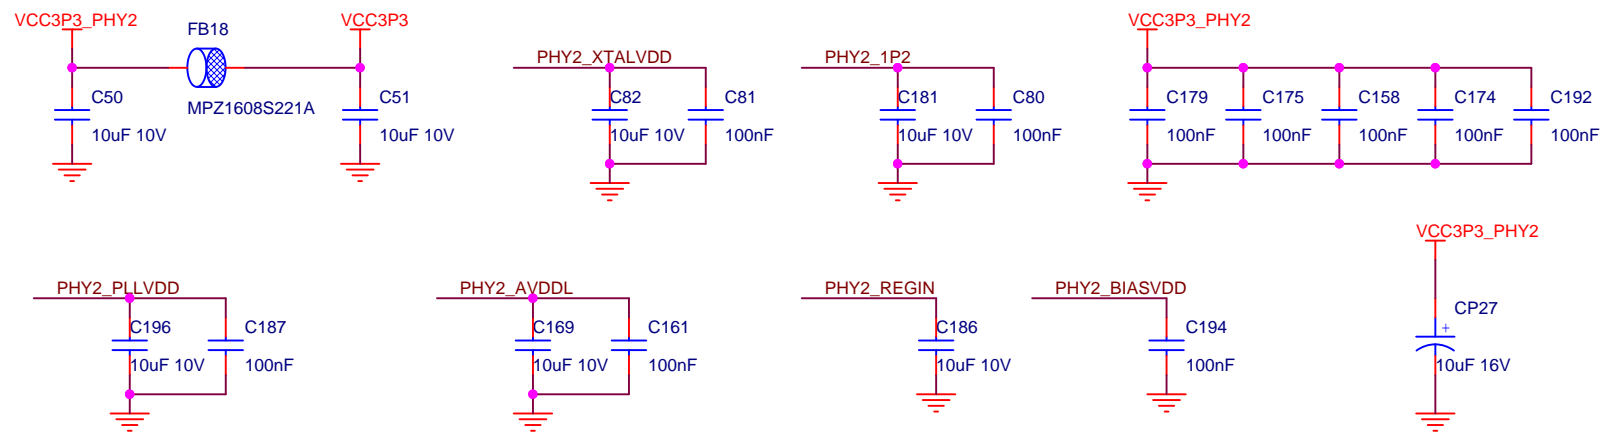 VCC3P3_PHY2
FB18
VCC3P3
MPZ1608S221A
C50
10uF 10V
C51
10uF 10V
PHY2_XTALVDD
C82
10uF 10V
C81
100nF
PHY2_1P2
C181
10uF 10V
C80
100nF
VCC3P3_PHY2
C179
100nF
C175
100nF
C158
100nF
C174
100nF
C192
100nF
PHY2_PLLVDD
C196
10uF 10V
C187
100nF
PHY2_AVDDL
C169
10uF 10V
C161
100nF
PHY2_REGIN
C186
10uF 10V
PHY2_BIASVDD
C194
100nF
VCC3P3_PHY2
CP27
+
10uF 16V